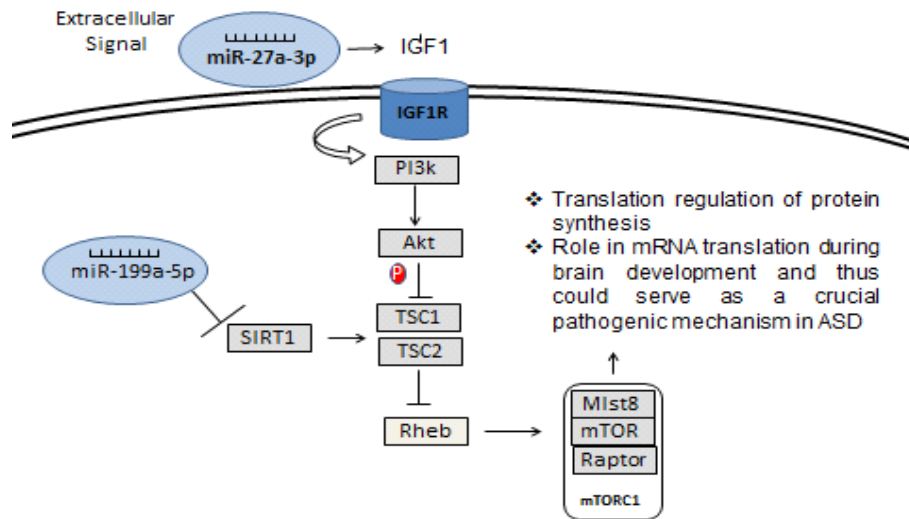 Extracellular
Signal
miR-27a-3p
IGF1
IGF1R
PI3k
❖ Translation regulation of protein
synthesis
❖ Role in mRNA translation during
brain development and thus
could serve as a crucial
pathogenic mechanism in ASD
Akt
P
miR-199a-5p
TSC1
SIRT1
TSC2
Rheb
MIst8
mTOR
Raptor
mTORC1